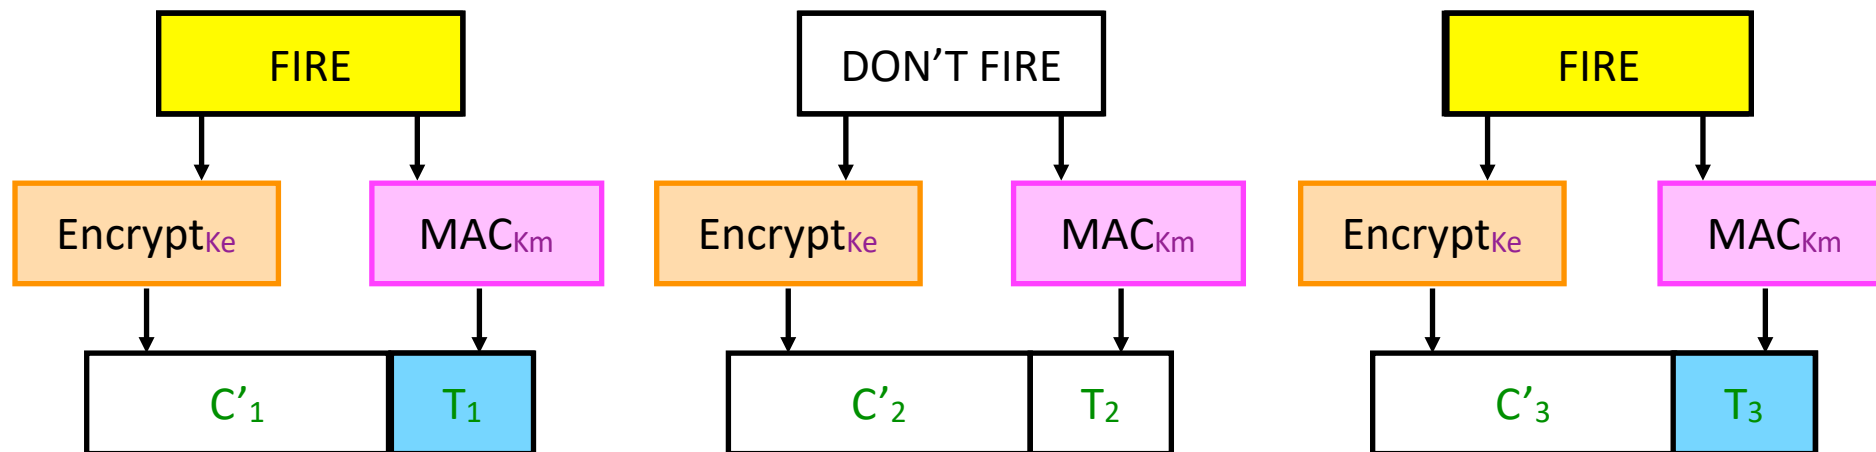 FIRE DON’T FIRE FIRE
EncryptKe MACKm EncryptKe MACKm EncryptKe MACKm
C’1 T1 C’2 T2 C’3 T3